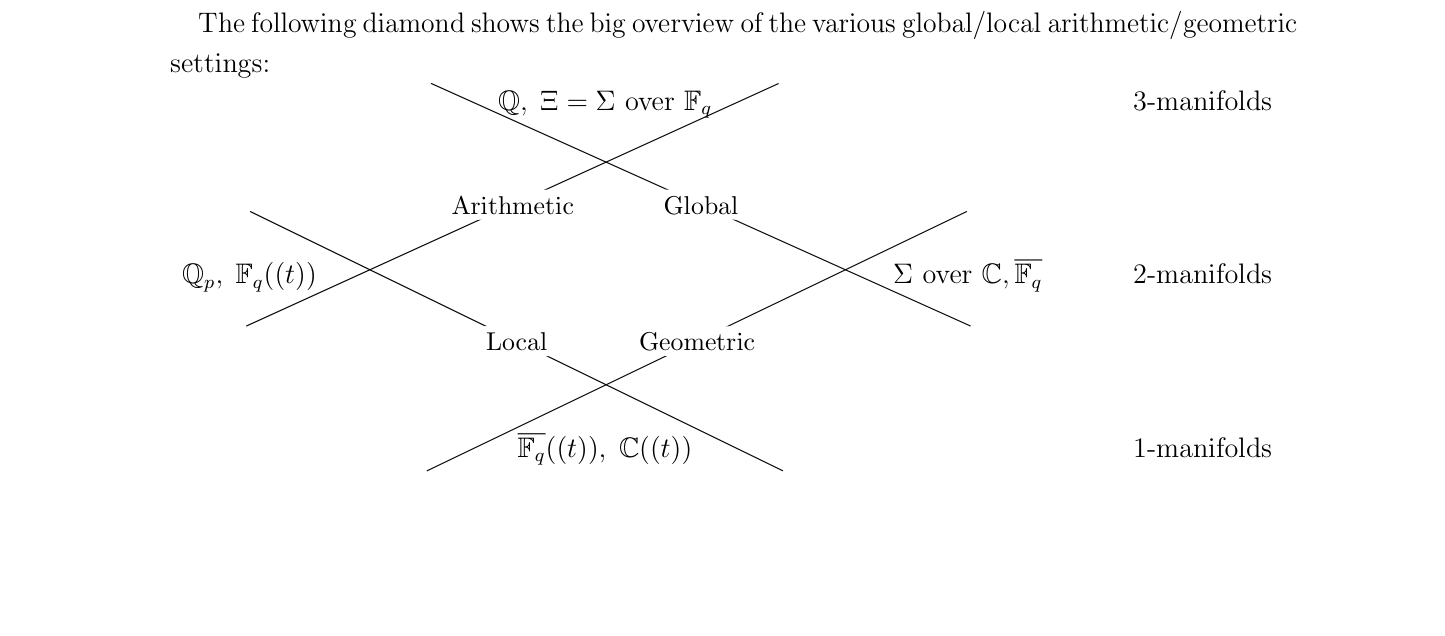 The following diamond shows the big overview of the various global/local arithmetic/geometric
settings:
ℚ, Ξ = Σ over 𝔽_q 3-manifolds
Arithmetic Global
ℚ_p, 𝔽_q((t)) Σ over ℂ, \overline{𝔽_q} 2-manifolds
Local Geometric
\overline{𝔽_q}((t)), ℂ((t)) 1-manifolds